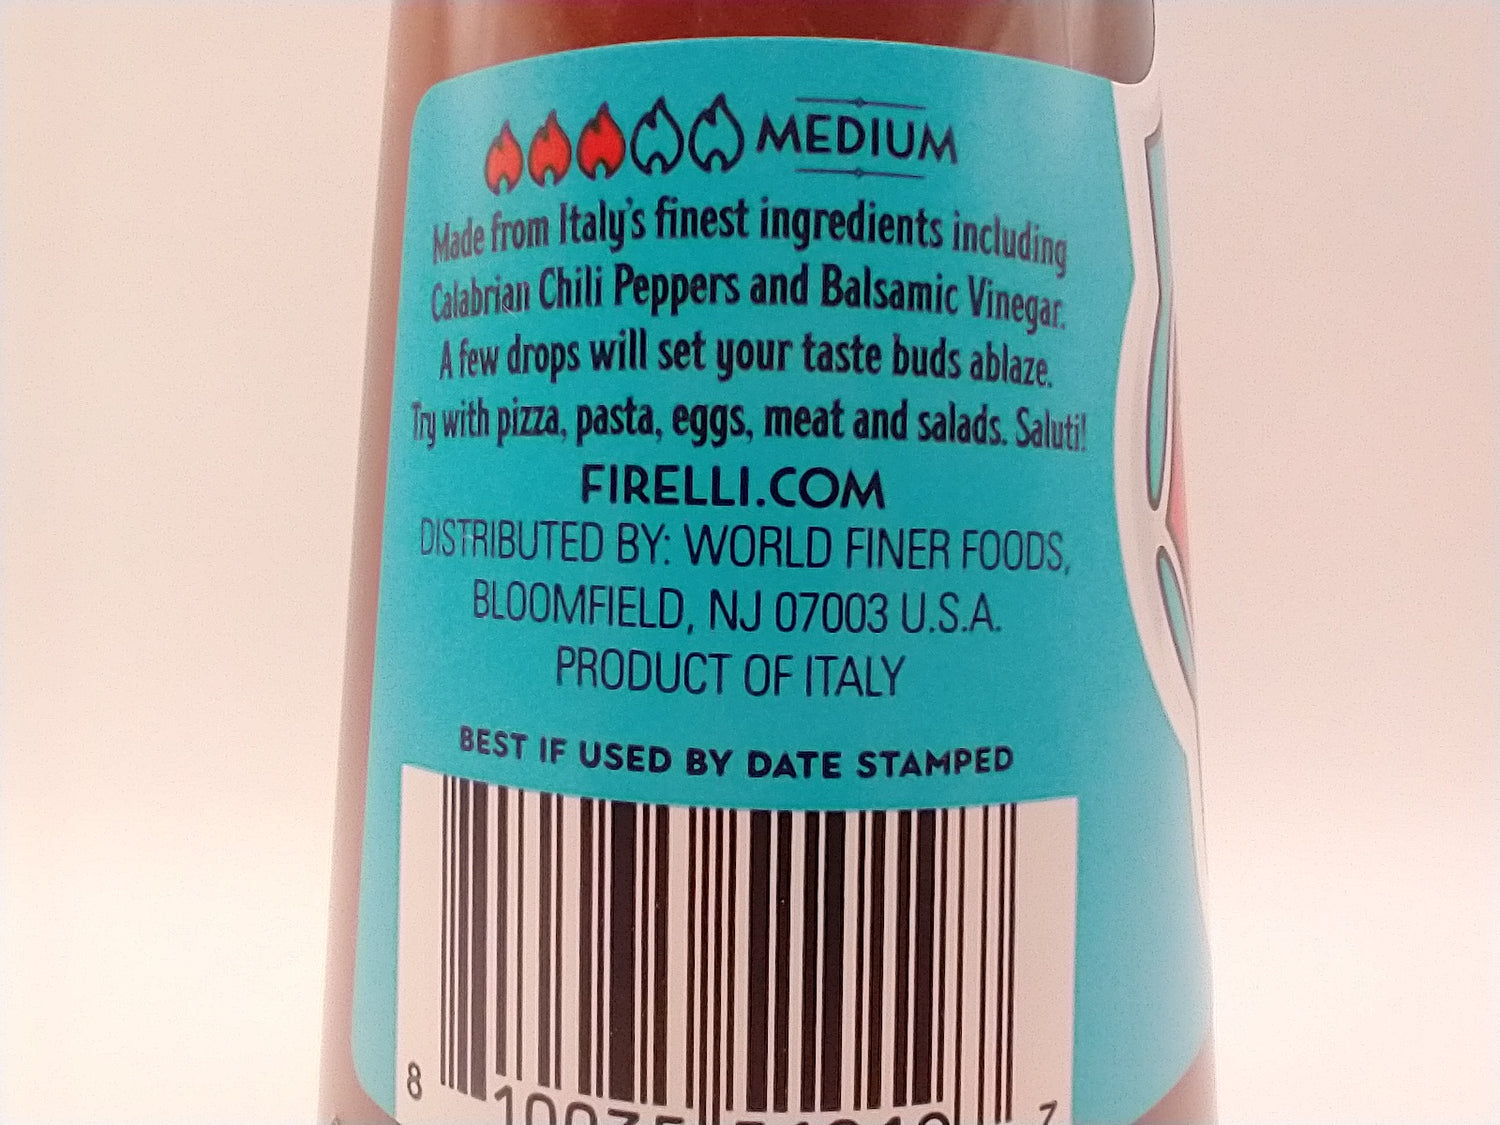 MEDIUM
Made from Italy's finest ingredients including
Calabrian Chili Peppers and Balsamic Vinegar.
A few drops will set your taste buds ablaze.
Try with pizza, pasta, eggs, meat and salads. Saluti!
FIRELLI.COM
DISTRIBUTED BY: WORLD FINER FOODS,
BLOOMFIELD, NJ 07003 U.S.A.
PRODUCT OF ITALY
BEST IF USED BY DATE STAMPED
8 7